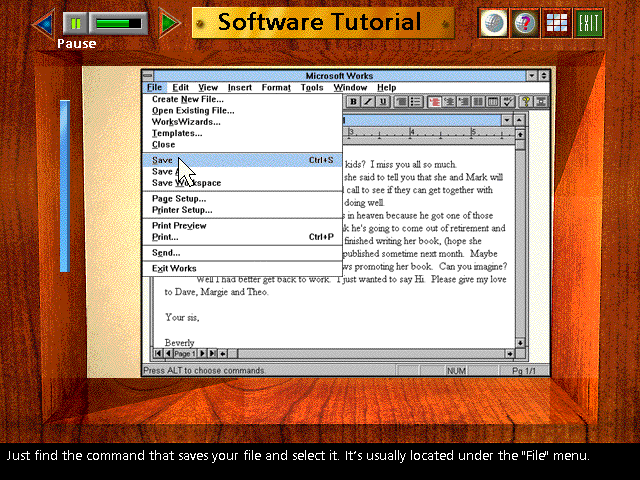 Software Tutorial
EXIT
Pause
Microsoft Works
File Edit View Insert Format Tools Window Help
Create New File...
Open Existing File...
WorksWizards...
Templates...
Close
Save Ctrl+S
Save
Save Workspace
Page Setup...
Printer Setup...
Print Preview
Print... Ctrl+P
Send...
Exit Works
B I U
3 4 5
kids? I miss you all so much.
she said to tell you that she and Mark will
call to see if they can get together with
doing well.
s in heaven because he got one of those
k he's going to come out of retirement and
finished writing her book, (hope she
published sometime next month. Maybe
ws promoting her book. Can you imagine?
Well I had better get back to work. I just wanted to say Hi. Please give my love
to Dave, Margie and Theo.
Your sis,
Beverly
Page 1
Press ALT to choose commands. NUM Pg 1/1
Just find the command that saves your file and select it. It's usually located under the "File" menu.